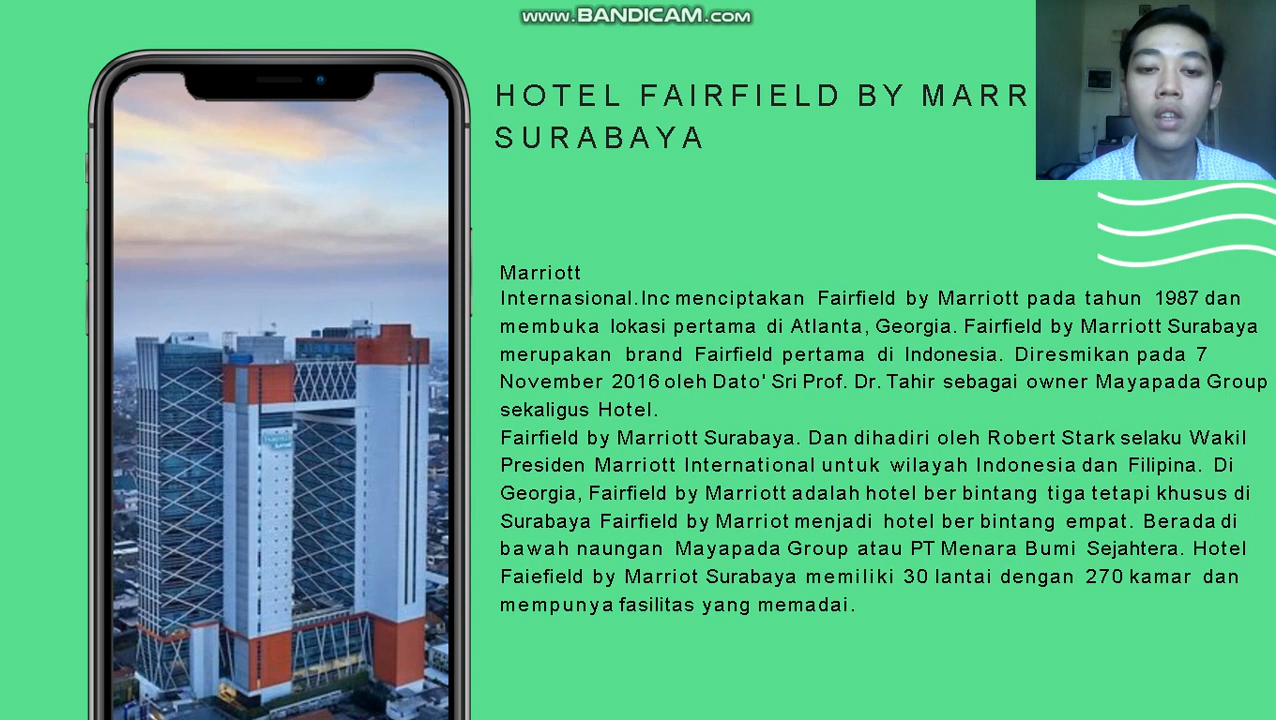 www.BANDICAM.com
HOTEL FAIRFIELD BY MARR
SURABAYA
Marriott
Internasional.Inc menciptakan Fairfield by Marriott pada tahun 1987 dan
membuka lokasi pertama di Atlanta, Georgia. Fairfield by Marriott Surabaya
merupakan brand Fairfield pertama di Indonesia. Diresmikan pada 7
November 2016 oleh Dato' Sri Prof. Dr. Tahir sebagai owner Mayapada Group
sekaligus Hotel.
Fairfield by Marriott Surabaya. Dan dihadiri oleh Robert Stark selaku Wakil
Presiden Marriott International untuk wilayah Indonesia dan Filipina. Di
Georgia, Fairfield by Marriott adalah hotel ber bintang tiga tetapi khusus di
Surabaya Fairfield by Marriot menjadi hotel ber bintang empat. Berada di
bawah naungan Mayapada Group atau PT Menara Bumi Sejahtera. Hotel
Faiefield by Marriot Surabaya memiliki 30 lantai dengan 270 kamar dan
mempunya fasilitas yang memadai.